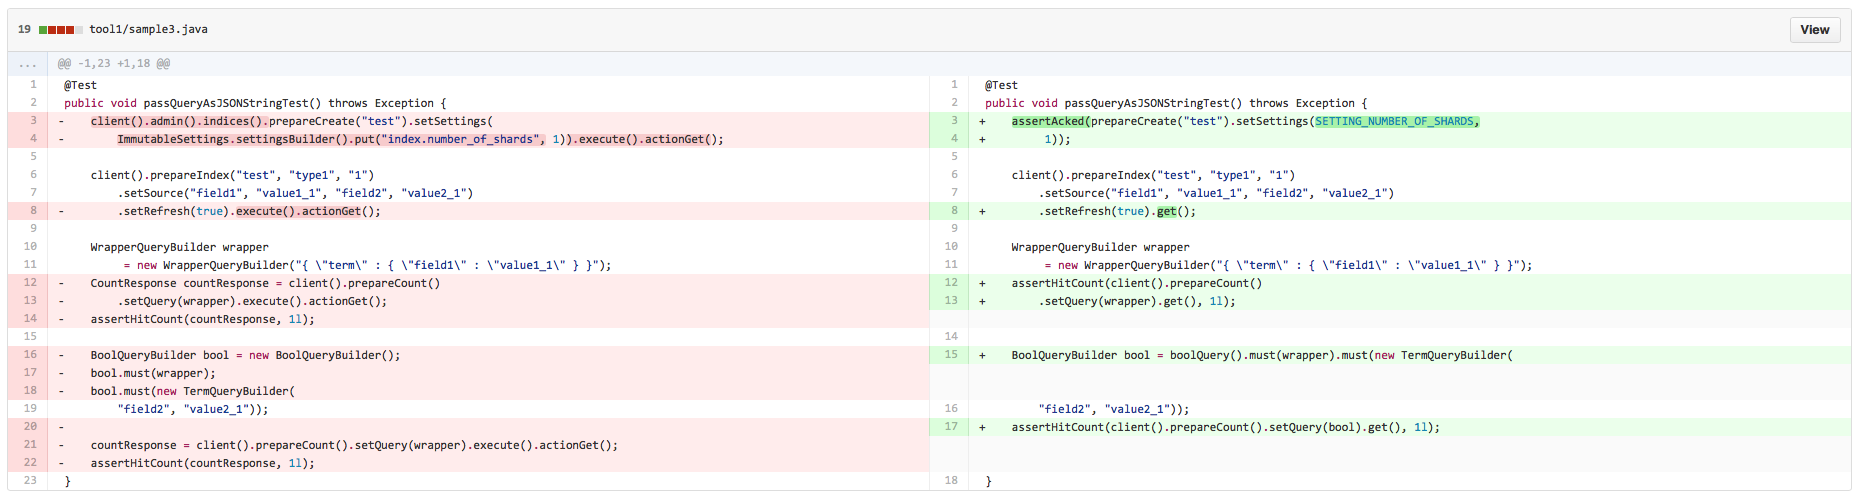 19 tool1/sample3.java View
... @@ -1,23 +1,18 @@
1 @Test
2 public void passQueryAsJSONStringTest() throws Exception {
3 - client().admin().indices().prepareCreate("test").setSettings(
4 - ImmutableSettings.settingsBuilder().put("index.number_of_shards", 1)).execute().actionGet();
5
6 client().prepareIndex("test", "type1", "1")
7 .setSource("field1", "value1_1", "field2", "value2_1")
8 - .setRefresh(true).execute().actionGet();
9
10 WrapperQueryBuilder wrapper
11 = new WrapperQueryBuilder("{ \"term\" : { \"field1\" : \"value1_1\" } }");
12 - CountResponse countResponse = client().prepareCount()
13 - .setQuery(wrapper).execute().actionGet();
14 - assertHitCount(countResponse, 1l);
15
16 - BoolQueryBuilder bool = new BoolQueryBuilder();
17 - bool.must(wrapper);
18 - bool.must(new TermQueryBuilder(
19 "field2", "value2_1"));
20 -
21 - countResponse = client().prepareCount().setQuery(wrapper).execute().actionGet();
22 - assertHitCount(countResponse, 1l);
23 }
1 @Test
2 public void passQueryAsJSONStringTest() throws Exception {
3 + assertAcked(prepareCreate("test").setSettings(SETTING_NUMBER_OF_SHARDS,
4 + 1));
5
6 client().prepareIndex("test", "type1", "1")
7 .setSource("field1", "value1_1", "field2", "value2_1")
8 + .setRefresh(true).get();
9
10 WrapperQueryBuilder wrapper
11 = new WrapperQueryBuilder("{ \"term\" : { \"field1\" : \"value1_1\" } }");
12 + assertHitCount(client().prepareCount()
13 + .setQuery(wrapper).get(), 1l);
14
15 + BoolQueryBuilder bool = boolQuery().must(wrapper).must(new TermQueryBuilder(
16 "field2", "value2_1"));
17 + assertHitCount(client().prepareCount().setQuery(bool).get(), 1l);
18 }